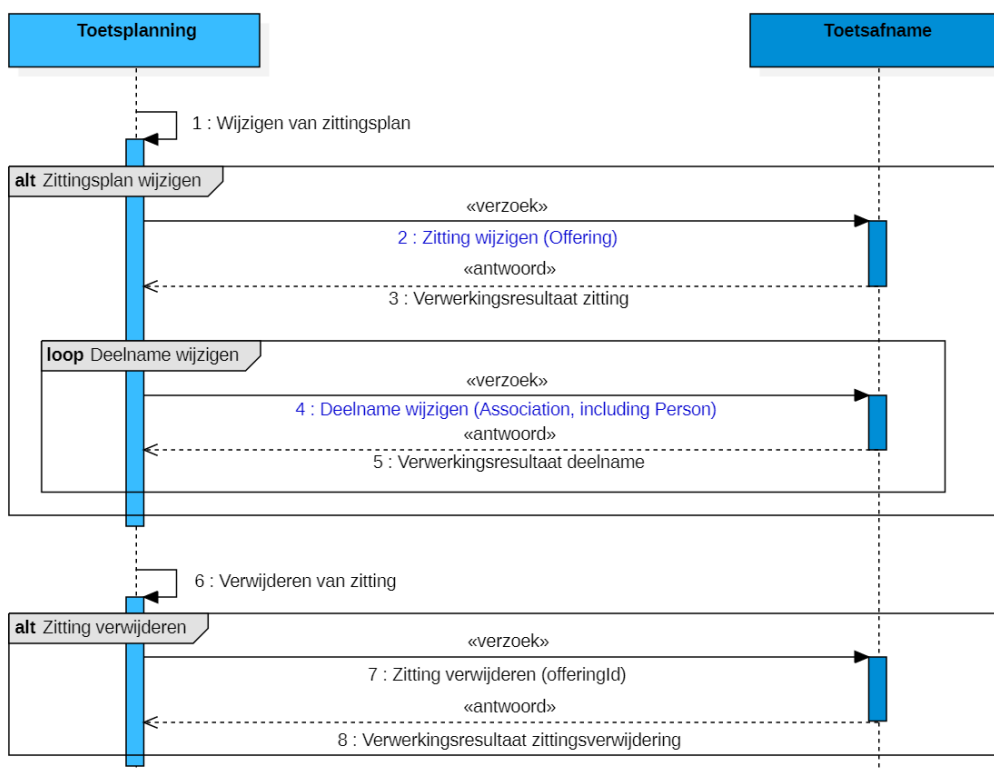 Toetsplanning
Toetsafname
1 : Wijzigen van zittingsplan
alt Zittingsplan wijzigen
«verzoek»
2 : Zitting wijzigen (Offering)
«antwoord»
3 : Verwerkingsresultaat zitting
loop Deelname wijzigen
«verzoek»
4 : Deelname wijzigen (Association, including Person)
«antwoord»
5 : Verwerkingsresultaat deelname
6 : Verwijderen van zitting
alt Zitting verwijderen
«verzoek»
7 : Zitting verwijderen (offeringId)
«antwoord»
8 : Verwerkingsresultaat zittingsverwijdering